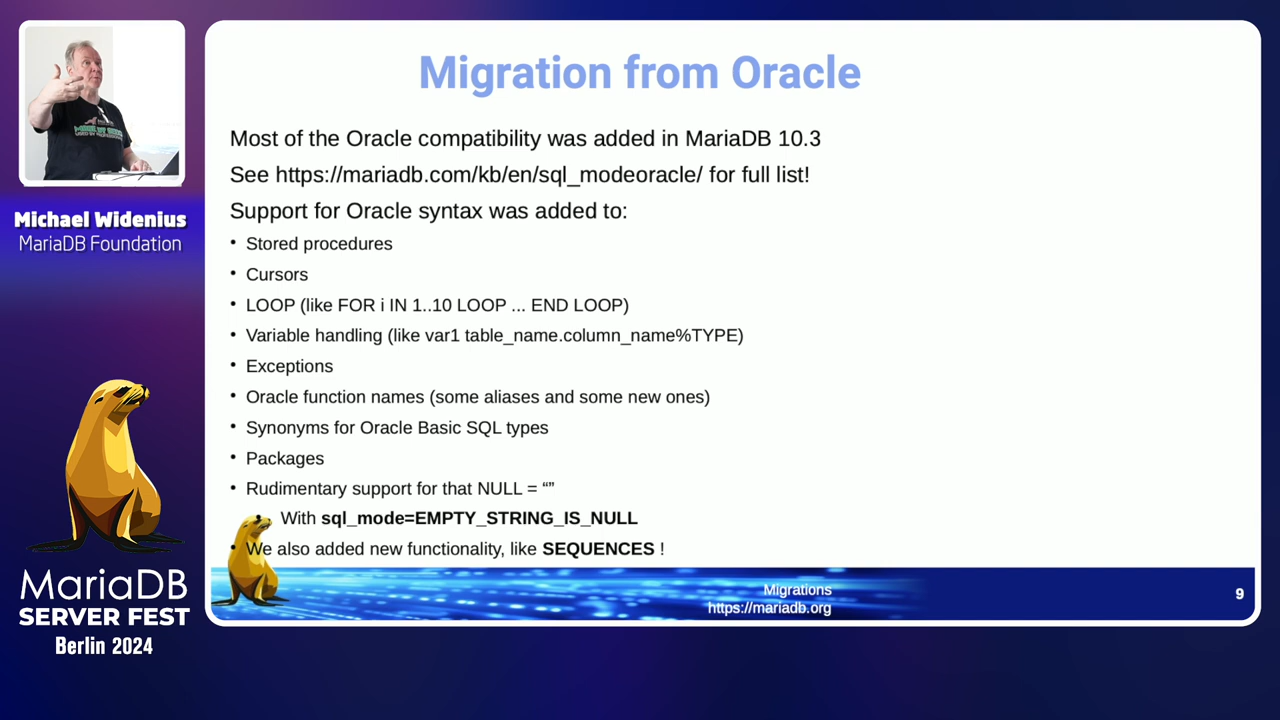 Migration from Oracle
Most of the Oracle compatibility was added in MariaDB 10.3
See https://mariadb.com/kb/en/sql_modeoracle/ for full list!
Support for Oracle syntax was added to:
• Stored procedures
• Cursors
• LOOP (like FOR i IN 1..10 LOOP ... END LOOP)
• Variable handling (like var1 table_name.column_name%TYPE)
• Exceptions
• Oracle function names (some aliases and some new ones)
• Synonyms for Oracle Basic SQL types
• Packages
• Rudimentary support for that NULL = “”
With sql_mode=EMPTY_STRING_IS_NULL
• We also added new functionality, like SEQUENCES !
Migrations
https://mariadb.org
9
Michael Widenius
MariaDB Foundation
MariaDB
SERVER FEST
Berlin 2024